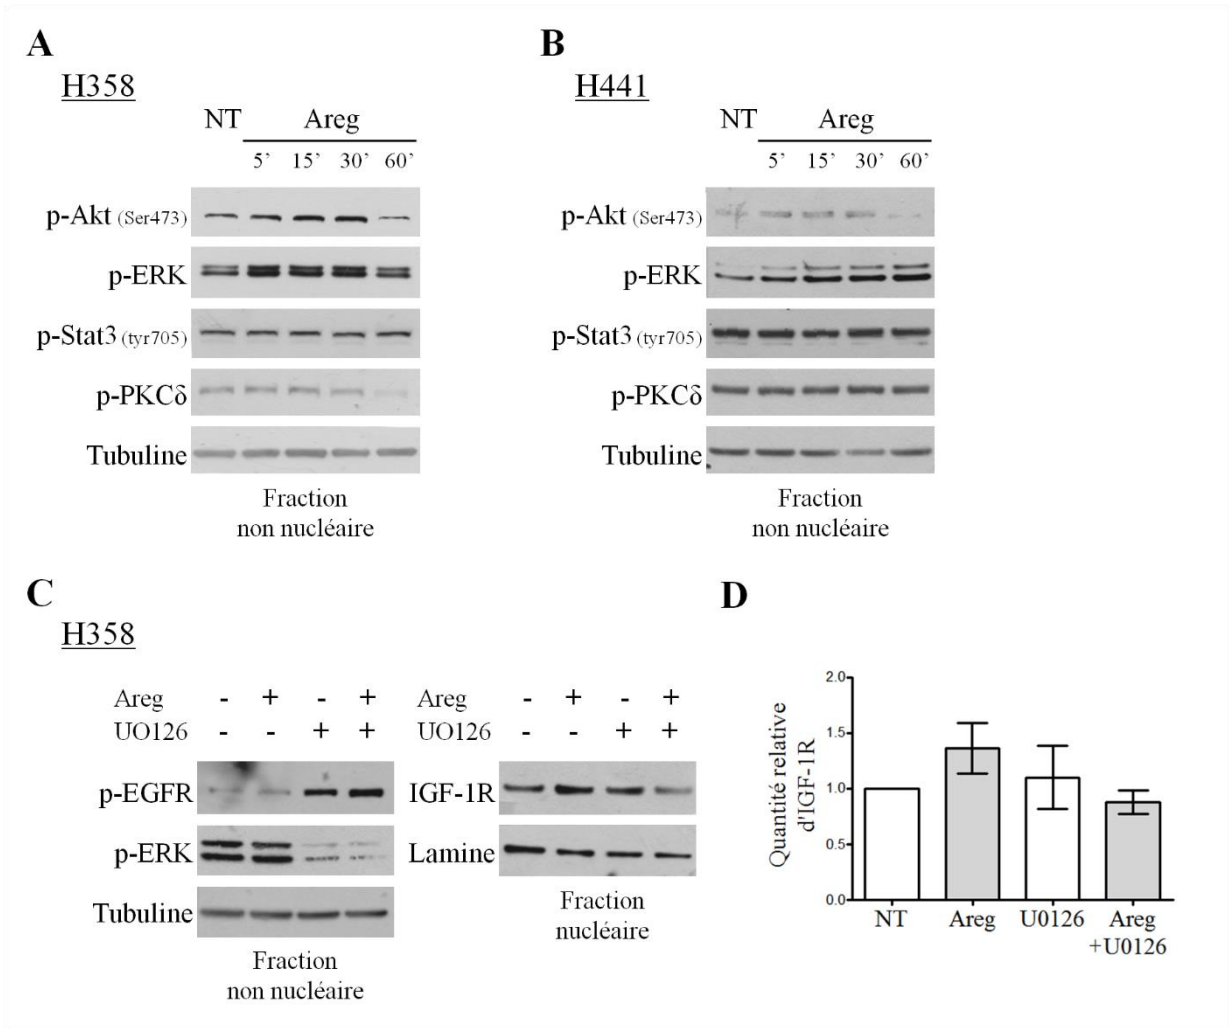 A
H358
NT Areg
5’ 15’ 30’ 60’
p-Akt (Ser473)
p-ERK
p-Stat3 (tyr705)
p-PKCδ
Tubuline
Fraction
non nucléaire
B
H441
NT Areg
5’ 15’ 30’ 60’
p-Akt (Ser473)
p-ERK
p-Stat3 (tyr705)
p-PKCδ
Tubuline
Fraction
non nucléaire
C
H358
Areg - + - +
UO126 - - + +
p-EGFR
p-ERK
Tubuline
Fraction
non nucléaire
Areg - + - +
UO126 - - + +
IGF-1R
Lamine
Fraction
nucléaire
D
Quantité relative
d'IGF-1R
2.0
1.5
1.0
0.5
0.0
NT Areg U0126 Areg
+U0126